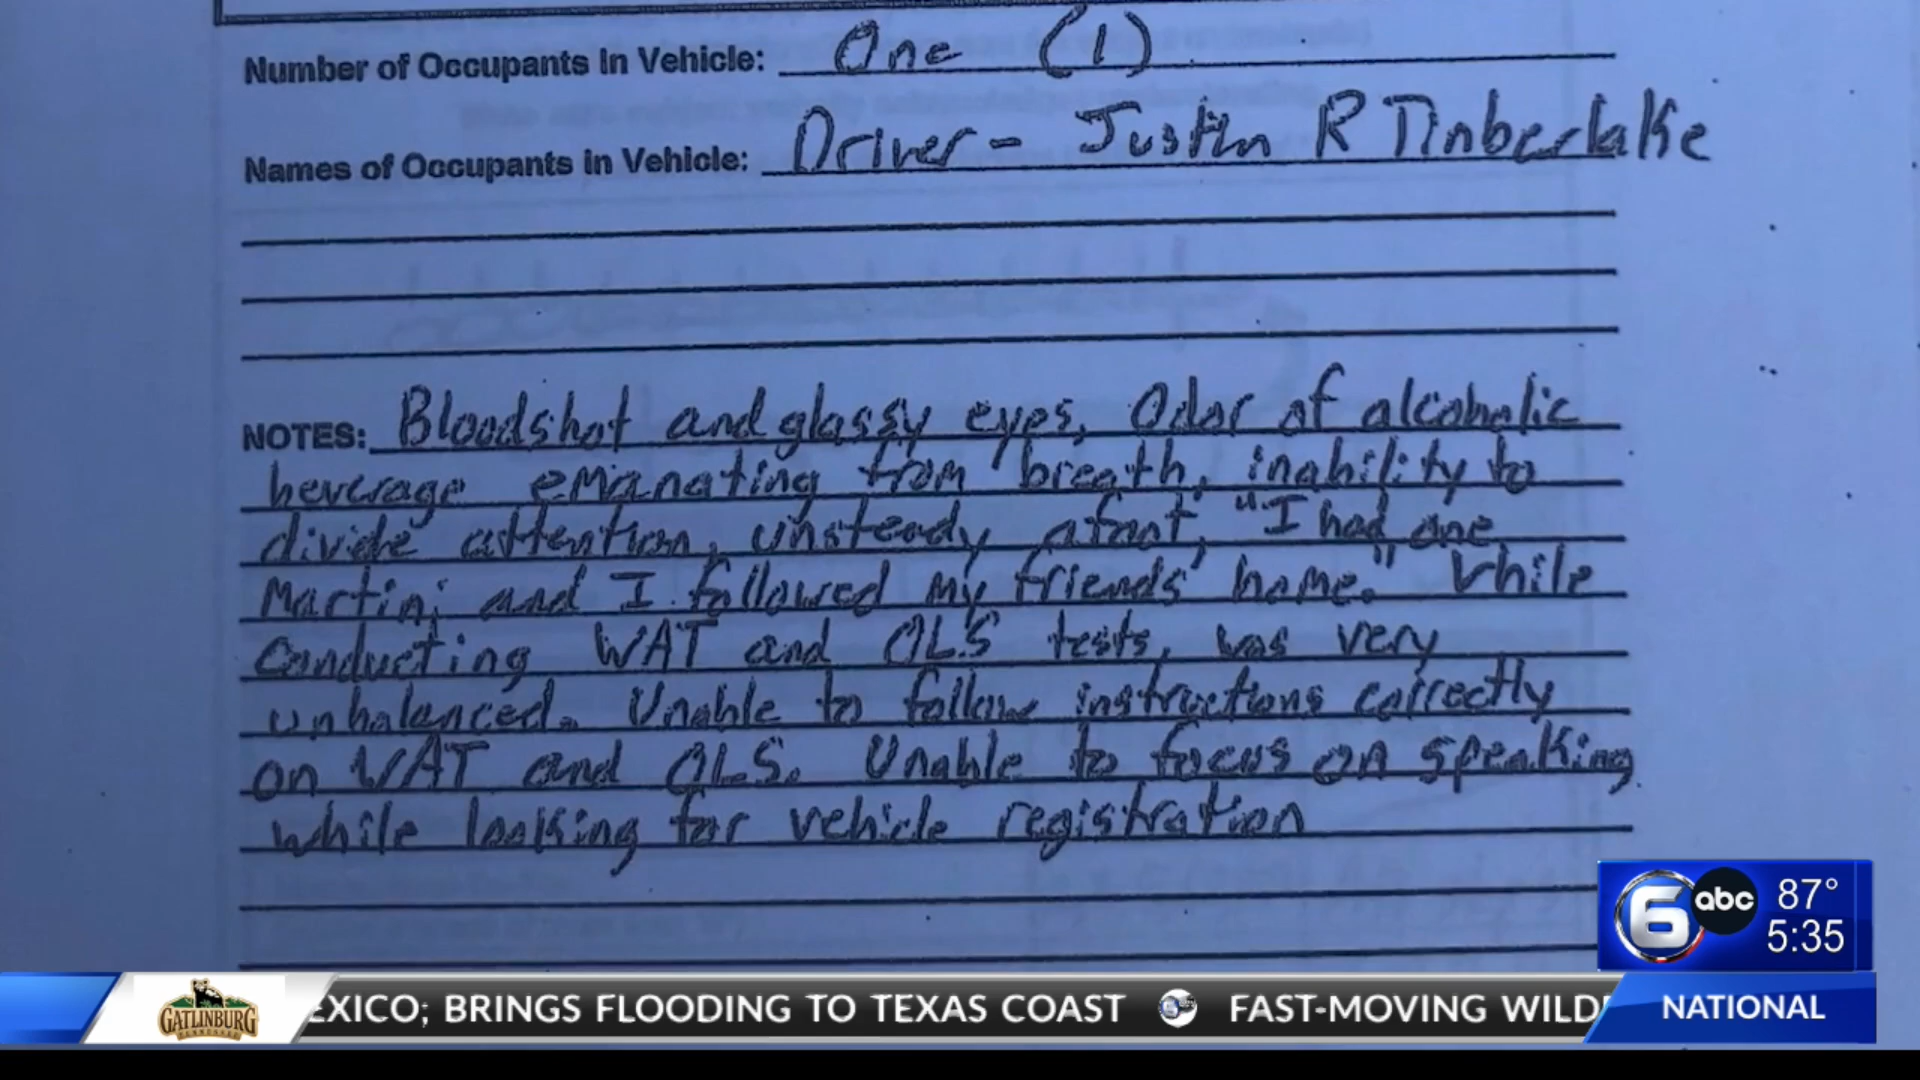 Number of Occupants in Vehicle: One (1)
Names of Occupants in Vehicle: Driver - Justin R Timberlake
NOTES: Bloodshot and glassy eyes, Odor of alcoholic
beverage emanating from breath, inability to
divide attention, unsteady afoot, "I had one
Martini and I followed my friends' home." While
conducting WAT and OLS tests, was very
unbalanced. Unable to follow instructions correctly
on WAT and OLS. Unable to focus on speaking
while looking for vehicle registration
6 abc 87°
5:35
GATLINBURG
TENNESSEE
EXICO; BRINGS FLOODING TO TEXAS COAST FAST-MOVING WILD
NATIONAL